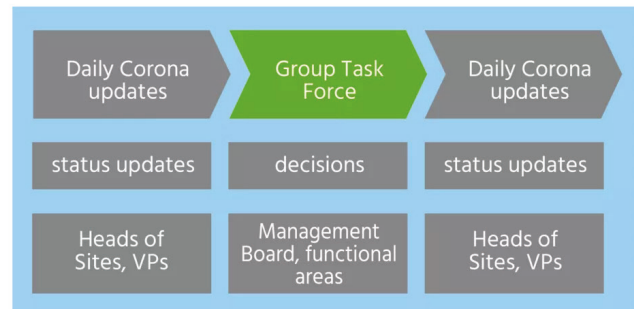 Daily Corona
updates
Group Task
Force
Daily Corona
updates
status updates
decisions
status updates
Heads of
Sites, VPs
Management
Board, functional
areas
Heads of
Sites, VPs